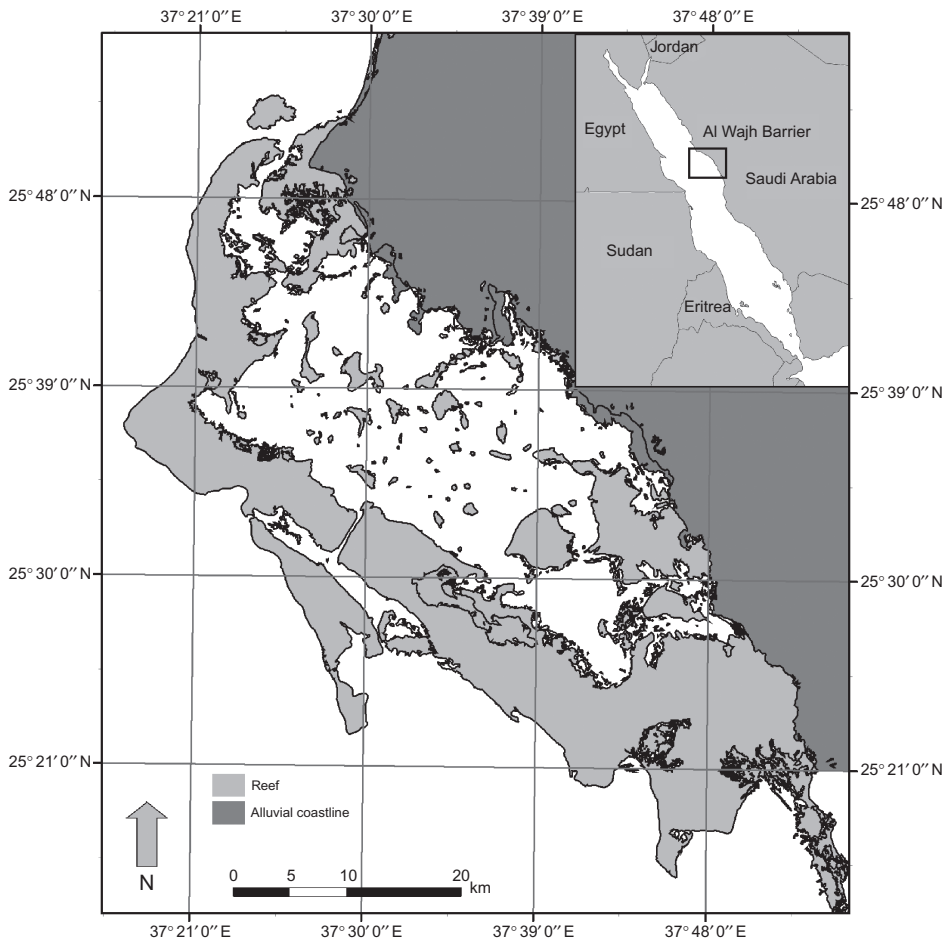 37°21′0″E 37°30′0″E 37°39′0″E 37°48′0″E
Jordan
Egypt
Al Wajh Barrier
Saudi Arabia
Sudan
Eritrea
25°48′0″N
25°48′0″N
25°39′0″N
25°39′0″N
25°30′0″N
25°30′0″N
25°21′0″N
25°21′0″N
Reef
Alluvial coastline
N
0 5 10 20
km
37°21′0″E 37°30′0″E 37°39′0″E 37°48′0″E